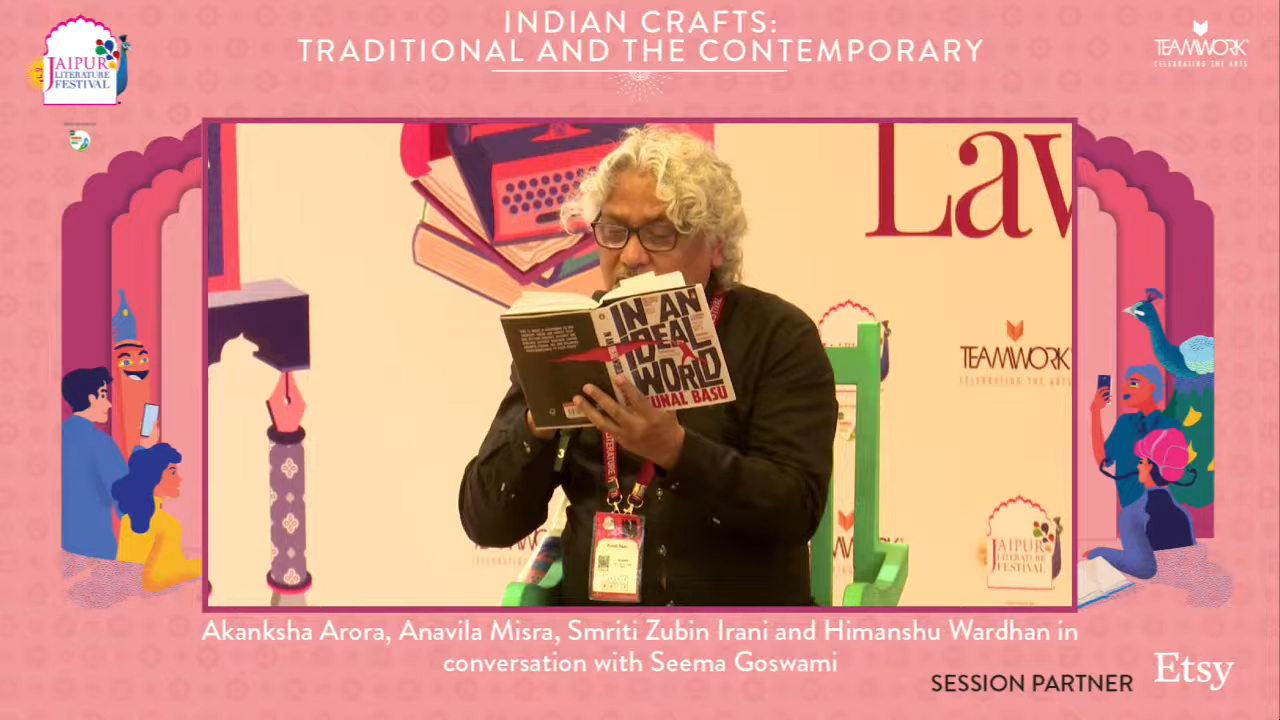 INDIAN CRAFTS:
TRADITIONAL AND THE CONTEMPORARY
JAIPUR
LITERATURE
FESTIVAL
TEAMWORK
CELEBRATING THE ARTS
Lav
IN AN
IDEAL
WORLD
UNAL BASU
3
TEAMWORK
CELEBRATING THE ARTS
JAIPUR
LITERATURE
FESTIVAL
Akanksha Arora, Anavila Misra, Smriti Zubin Irani and Himanshu Wardhan in
conversation with Seema Goswami
SESSION PARTNER
Etsy